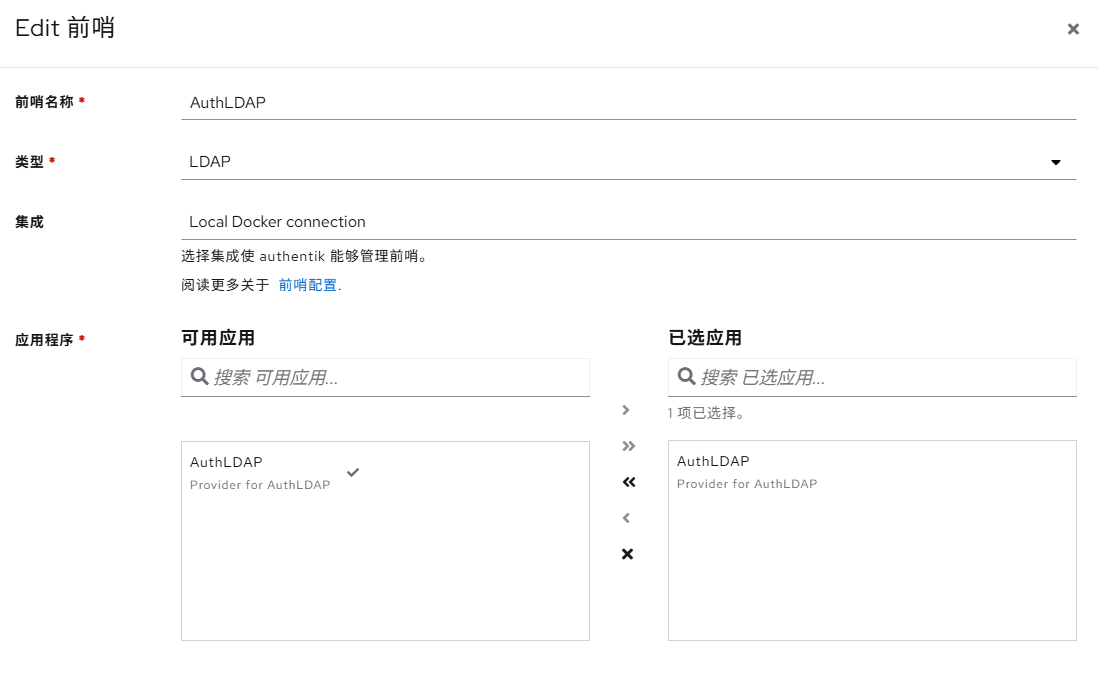 Edit 前哨
前哨名称 *
AuthLDAP
类型 *
LDAP
集成
Local Docker connection
选择集成使 authentik 能够管理前哨。
阅读更多关于 前哨配置.
应用程序 *
可用应用
搜索 可用应用...
AuthLDAP
Provider for AuthLDAP
已选应用
搜索 已选应用...
1 项已选择。
AuthLDAP
Provider for AuthLDAP